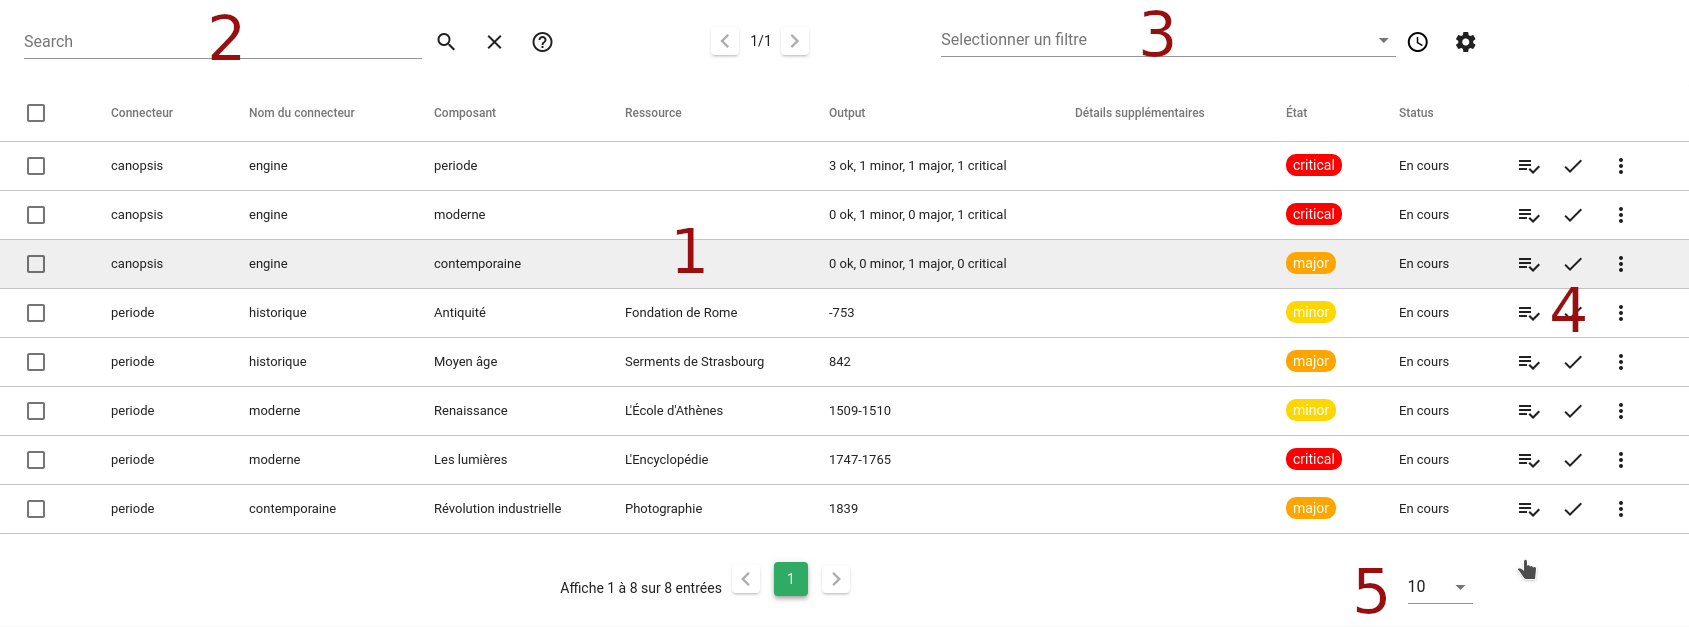 Search 2 1/1 Selectionner un filtre 3
Connecteur Nom du connecteur Composant Ressource Output Détails supplémentaires État Status
canopsis engine periode 3 ok, 1 minor, 1 major, 1 critical critical En cours
canopsis engine moderne 0 ok, 1 minor, 0 major, 1 critical critical En cours
1
canopsis engine contemporaine 0 ok, 0 minor, 1 major, 0 critical major En cours
periode historique Antiquité Fondation de Rome -753 minor En cours 4
periode historique Moyen âge Serments de Strasbourg 842 major En cours
periode moderne Renaissance L'École d'Athènes 1509-1510 minor En cours
periode moderne Les lumières L'Encyclopédie 1747-1765 critical En cours
periode contemporaine Révolution industrielle Photographie 1839 major En cours
Affiche 1 à 8 sur 8 entrées 1 5 10